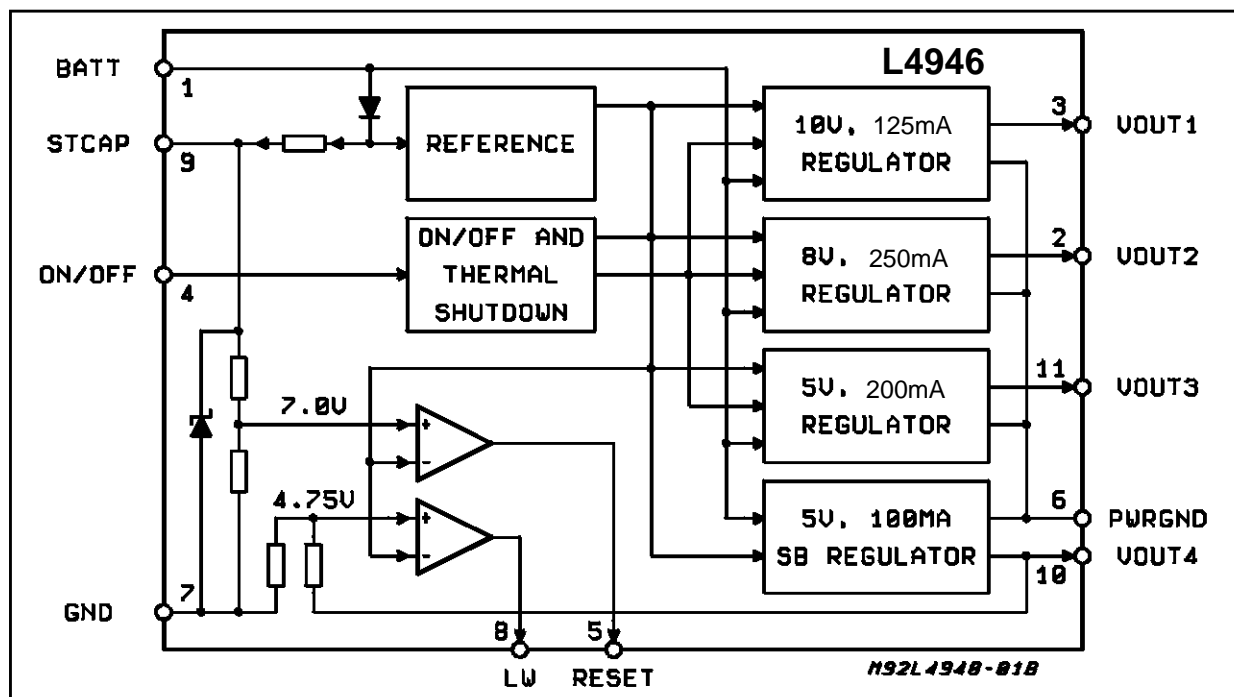 L4946
BATT
1
STCAP
9
ON/OFF
4
GND
7
REFERENCE
ON/OFF AND
THERMAL
SHUTDOWN
7.0V
+
-
4.75V
+
-
10V, 125mA
REGULATOR
8V, 250mA
REGULATOR
5V, 200mA
REGULATOR
5V, 100MA
SB REGULATOR
3
VOUT1
2
VOUT2
11
VOUT3
6
PWRGND
10
VOUT4
8
LW
5
RESET
M92L4948-01B